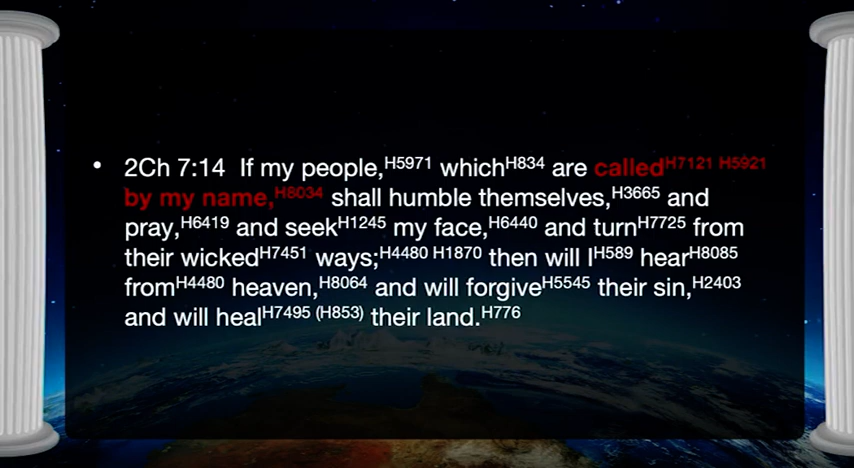 • 2Ch 7:14 If my people,H5971 whichH834 are calledH7121 H5921
by my name,H8034 shall humble themselves,H3665 and
pray,H6419 and seekH1245 my face,H6440 and turnH7725 from
their wickedH7451 ways;H4480 H1870 then will IH589 hearH8085
fromH4480 heaven,H8064 and will forgiveH5545 their sin,H2403
and will healH7495 (H853) their land.H776